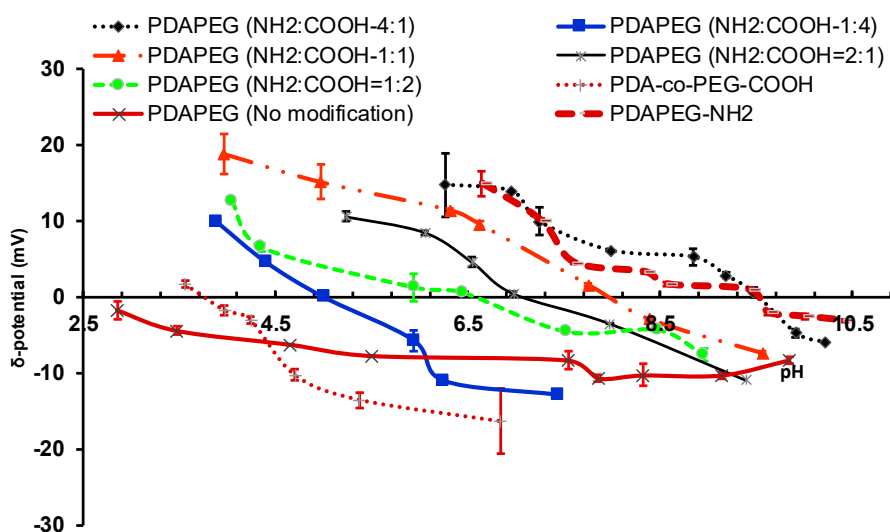 PDAPEG (NH2:COOH-4:1) PDAPEG (NH2:COOH-1:4)
PDAPEG (NH2:COOH-1:1) PDAPEG (NH2:COOH=2:1)
PDAPEG (NH2:COOH=1:2) PDA-co-PEG-COOH
PDAPEG (No modification) PDAPEG-NH2
30
20
10
0
2.5 4.5 6.5 8.5 10.5
pH
-10
-20
-30
δ-potential (mV)